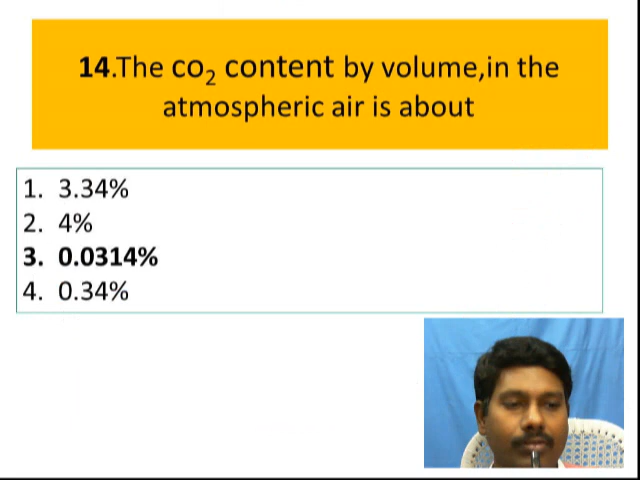 14.The co₂ content by volume,in the
atmospheric air is about
1. 3.34%
2. 4%
3. 0.0314%
4. 0.34%